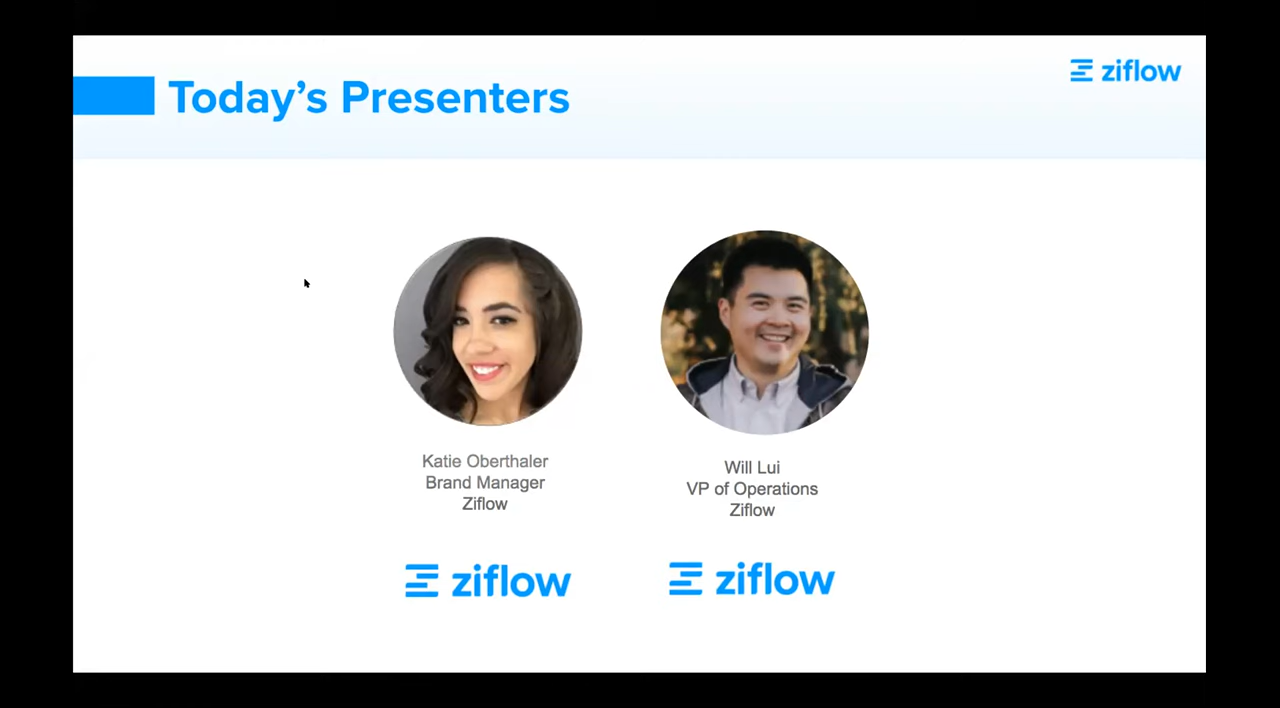 Today's Presenters
ziflow
Katie Oberthaler
Brand Manager
Ziflow
Will Lui
VP of Operations
Ziflow
ziflow
ziflow